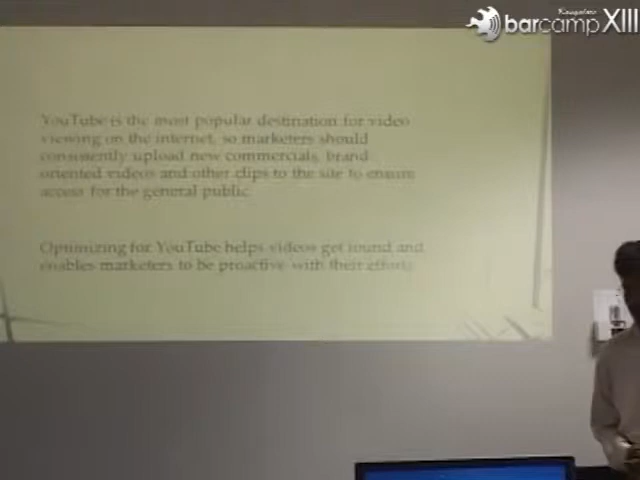 barcamp XIII
YouTube is the most popular destination for video
viewing on the internet, so marketers should
consistently upload new commercials, brand
oriented videos and other clips to the site to ensure
access for the general public.
Optimizing for YouTube helps videos get found and
enables marketers to be proactive with their efforts